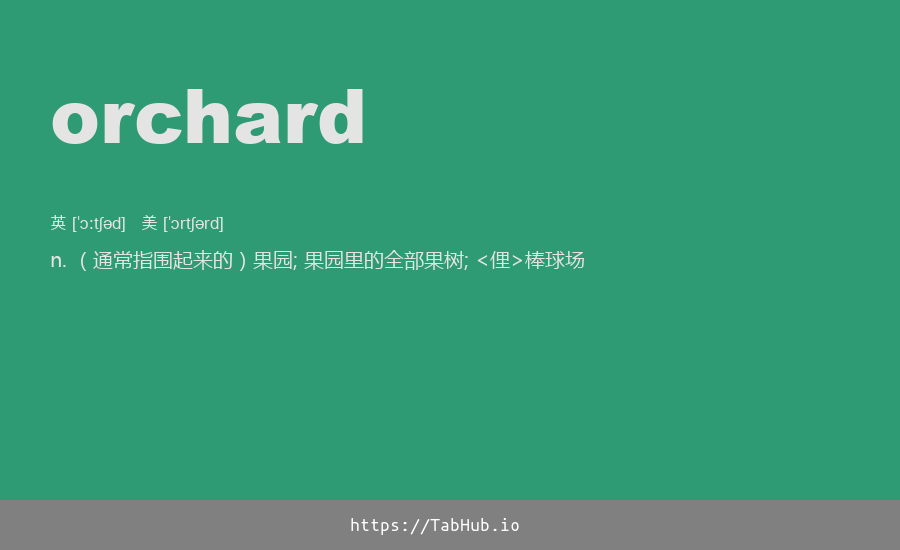 orchard
英 ['ɔːtʃəd] 美 ['ɔrtʃərd]
n. （通常指围起来的）果园; 果园里的全部果树; <俚>棒球场
https://TabHub.io